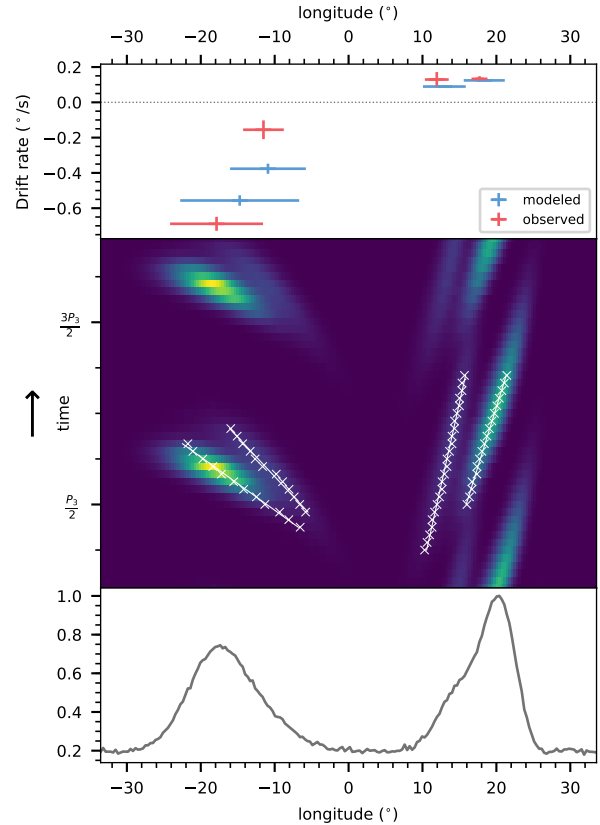 longitude (°)
−30 −20 −10 0 10 20 30
0.2
0.0
−0.2
−0.4
−0.6
Drift rate (°/s)
modeled
observed
3P₃
2
P₃
2
time
1.0
0.8
0.6
0.4
0.2
−30 −20 −10 0 10 20 30
longitude (°)